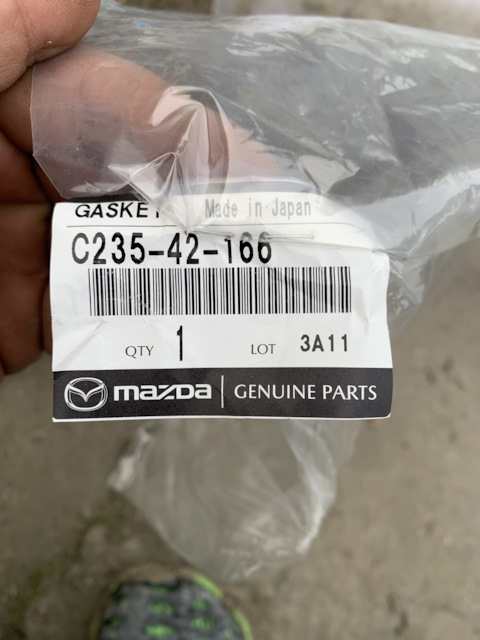 GASKET Made in Japan
C235-42-166
QTY 1 LOT 3A11
mazda GENUINE PARTS